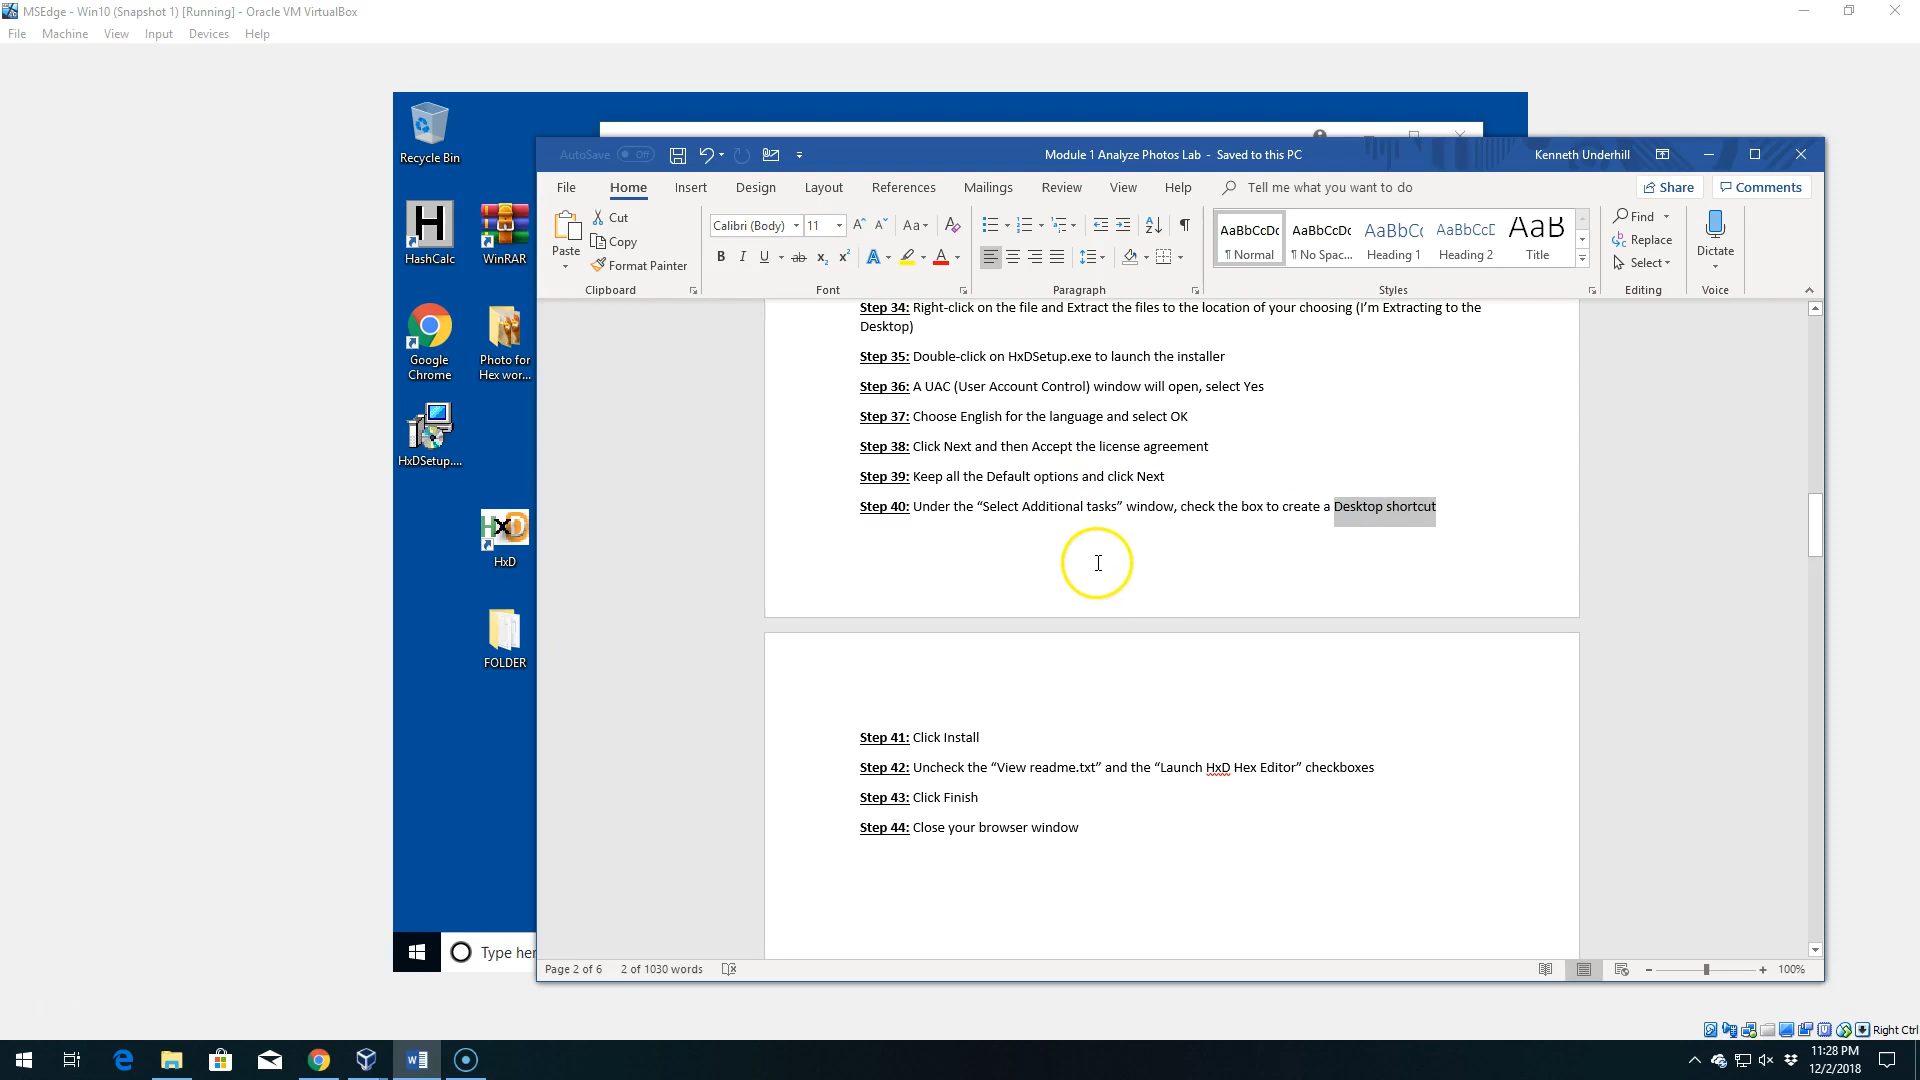 MSEdge - Win10 (Snapshot 1) [Running] - Oracle VM VirtualBox
File Machine View Input Devices Help
Recycle Bin
HashCalc
WinRAR
Google Chrome
Photo for Hex wor...
HxDSetup....
HxD
FOLDER
Type her
AutoSave Off
Module 1 Analyze Photos Lab - Saved to this PC
Kenneth Underhill
File Home Insert Design Layout References Mailings Review View Help Tell me what you want to do Share Comments
Paste
Cut
Copy
Format Painter
Clipboard
Calibri (Body) 11
Font
Paragraph
AaBbCcDc AaBbCcDc AaBbCc AaBbCcD AaB
¶ Normal ¶ No Spac... Heading 1 Heading 2 Title
Styles
Find
Replace
Select
Editing
Dictate
Voice
Step 34: Right-click on the file and Extract the files to the location of your choosing (I’m Extracting to the
Desktop)
Step 35: Double-click on HxDSetup.exe to launch the installer
Step 36: A UAC (User Account Control) window will open, select Yes
Step 37: Choose English for the language and select OK
Step 38: Click Next and then Accept the license agreement
Step 39: Keep all the Default options and click Next
Step 40: Under the “Select Additional tasks” window, check the box to create a Desktop shortcut
Step 41: Click Install
Step 42: Uncheck the “View readme.txt” and the “Launch HxD Hex Editor” checkboxes
Step 43: Click Finish
Step 44: Close your browser window
Page 2 of 6 2 of 1030 words
100%
Right Ctrl
11:28 PM
12/2/2018